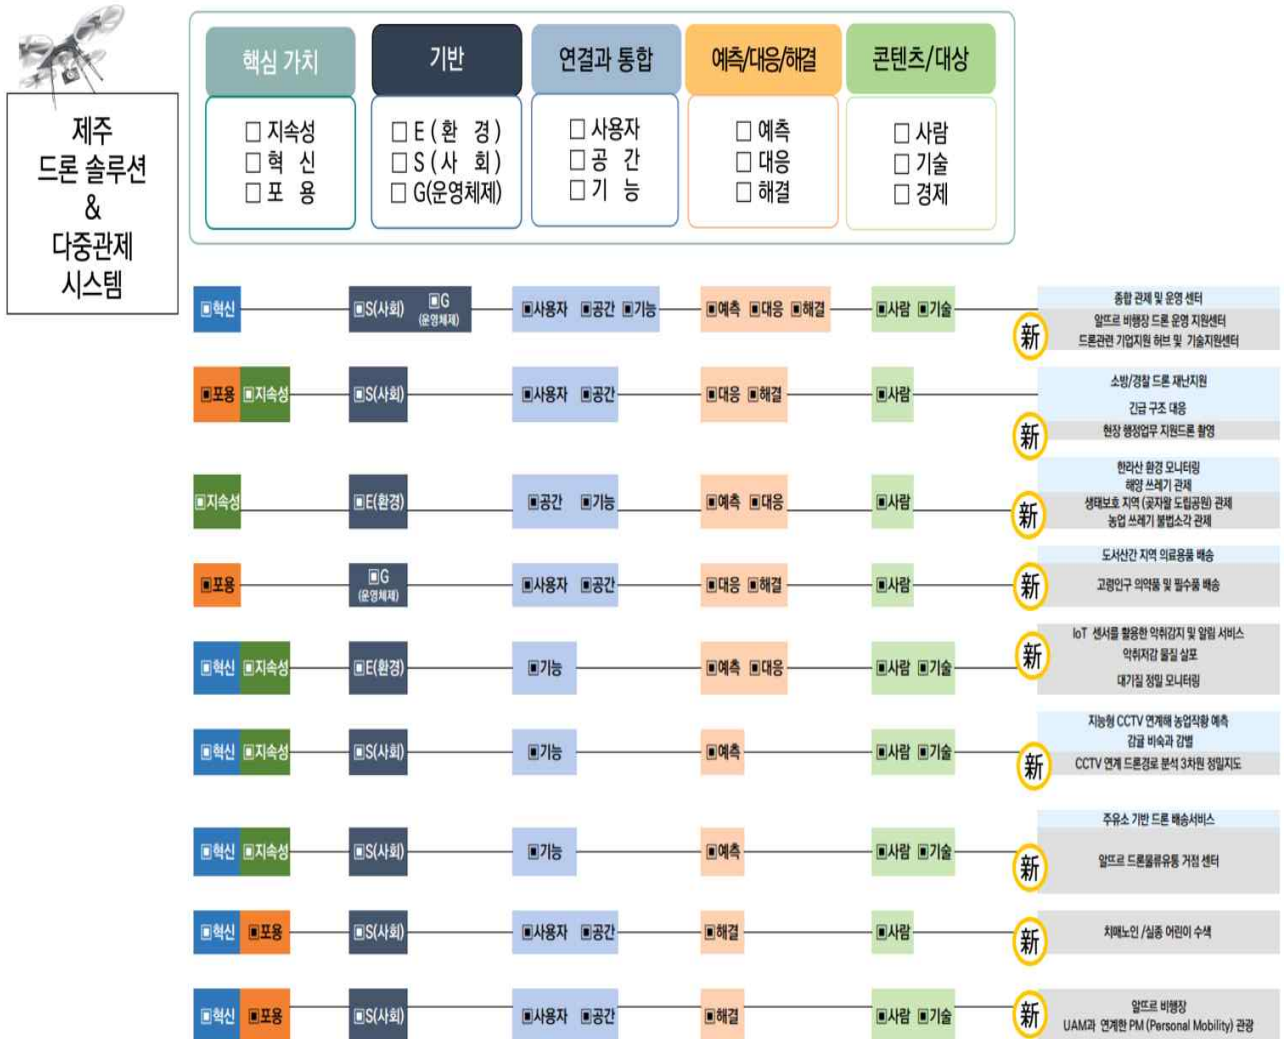 제주
드론 솔루션
&
다중관제
시스템
핵심 가치
□ 지속성
□ 혁 신
□ 포 용
기반
□ E ( 환 경 )
□ S ( 사 회 )
□ G(운영체제)
연결과 통합
□ 사용자
□ 공 간
□ 기 능
예측/대응/해결
□ 예측
□ 대응
□ 해결
콘텐츠/대상
□ 사람
□ 기술
□ 경제
▣혁신 ▣S(사회) ▣G (운영체제) ▣사용자 ▣공간 ▣기능 ▣예측 ▣대응 ▣해결 ▣사람 ▣기술
종합 관제 및 운영 센터
新 알뜨르 비행장 드론 운영 지원센터
드론관련 기업지원 허브 및 기술지원센터
▣포용 ▣지속성 ▣S(사회) ▣사용자 ▣공간 ▣대응 ▣해결 ▣사람
소방/경찰 드론 재난지원
긴급 구조 대응
新 현장 행정업무 지원드론 촬영
▣지속성 ▣E(환경) ▣공간 ▣기능 ▣예측 ▣대응 ▣사람
한라산 환경 모니터링
해양 쓰레기 관제
新 생태보호 지역 (곶자왈 도립공원) 관제
농업 쓰레기 불법소각 관제
▣포용 ▣G (운영체제) ▣사용자 ▣공간 ▣대응 ▣해결 ▣사람
도서산간 지역 의료용품 배송
新 고령인구 의약품 및 필수품 배송
▣혁신 ▣지속성 ▣E(환경) ▣기능 ▣예측 ▣대응 ▣사람 ▣기술
新 IoT 센서를 활용한 악취감지 및 알림 서비스
악취저감 물질 살포
대기질 정밀 모니터링
▣혁신 ▣지속성 ▣S(사회) ▣기능 ▣예측 ▣사람 ▣기술
지능형 CCTV 연계해 농업작황 예측
감귤 비숙과 감별
新 CCTV 연계 드론경로 분석 3차원 정밀지도
▣혁신 ▣지속성 ▣S(사회) ▣기능 ▣예측 ▣사람 ▣기술
주유소 기반 드론 배송서비스
新 알뜨르 드론물류유통 거점 센터
▣혁신 ▣포용 ▣S(사회) ▣사용자 ▣공간 ▣해결 ▣사람
新 치매노인 /실종 어린이 수색
▣혁신 ▣포용 ▣S(사회) ▣사용자 ▣공간 ▣해결 ▣사람 ▣기술
新 알뜨르 비행장
UAM과 연계한 PM (Personal Mobility) 관광